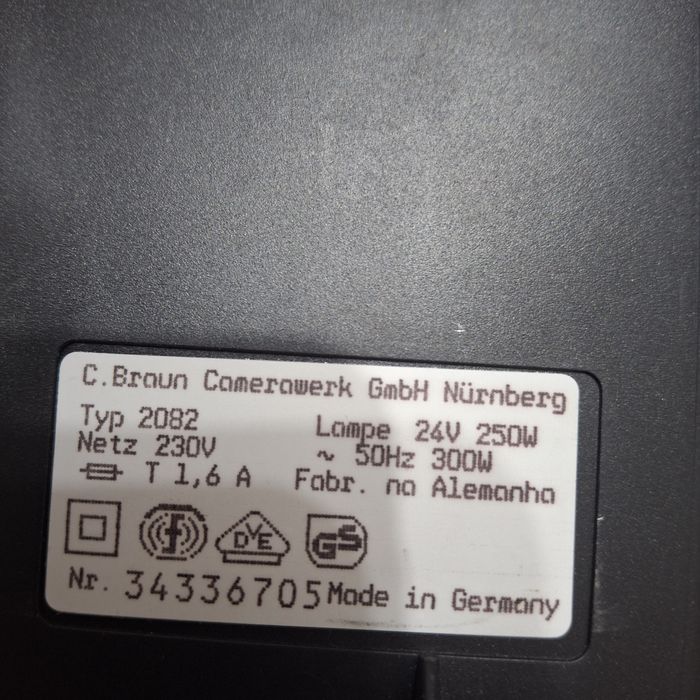 C.Braun Camerawerk GmbH Nürnberg
Typ 2082 Lampe 24V 250W
Netz 230V ~ 50Hz 300W
T 1,6 A Fabr. na Alemanha
DVE GS
Nr. 34336705 Made in Germany